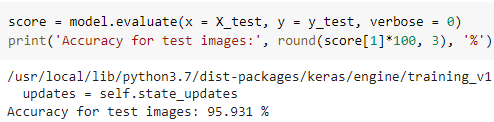 score = model.evaluate(x = X_test, y = y_test, verbose = 0)
print('Accuracy for test images:', round(score[1]*100, 3), '%')
/usr/local/lib/python3.7/dist-packages/keras/engine/training_v1
updates = self.state_updates
Accuracy for test images: 95.931 %